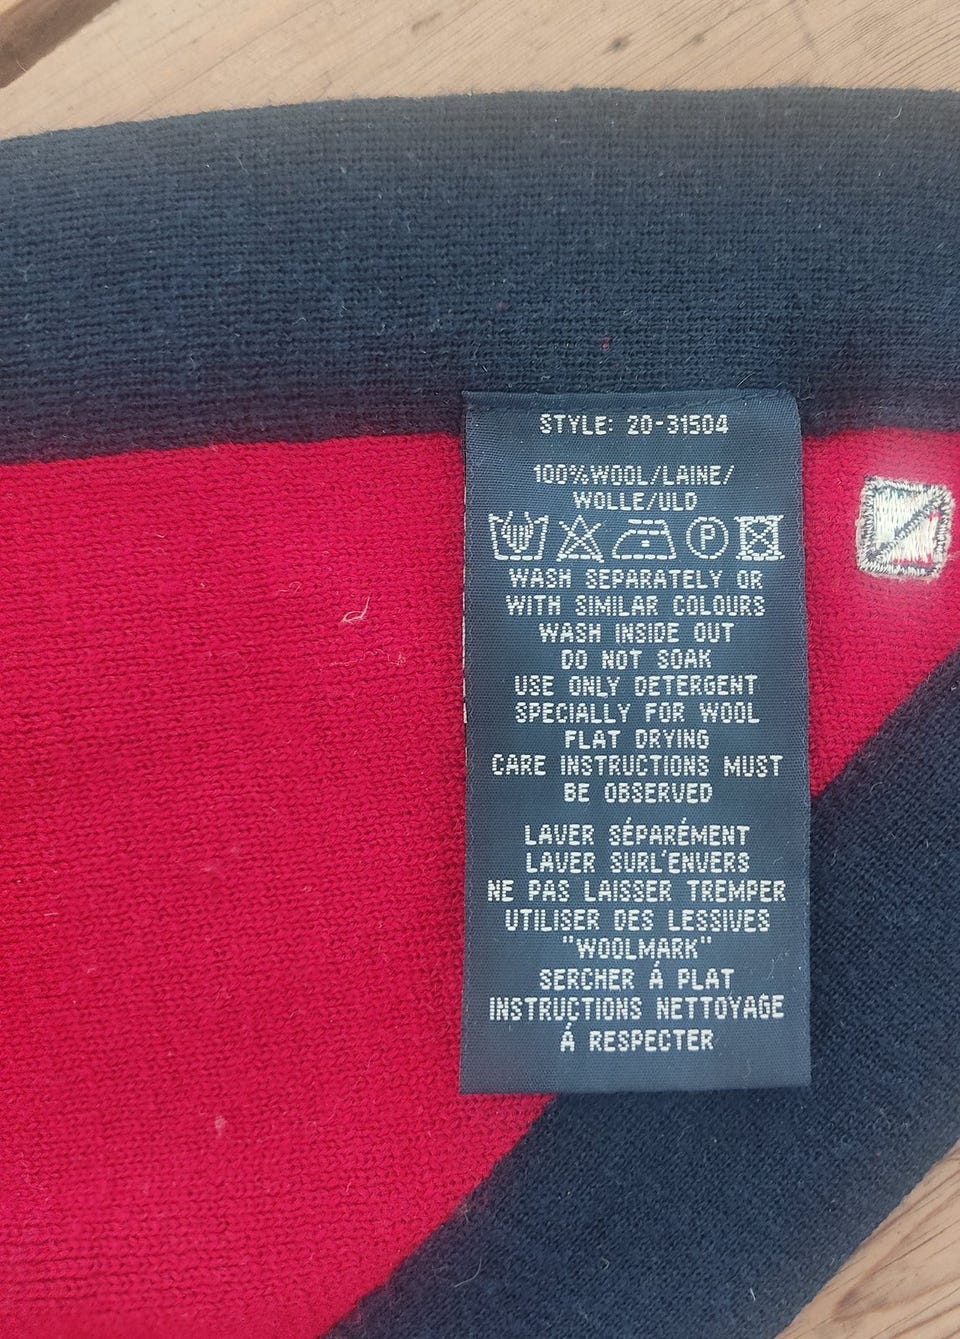 STYLE: 20-31504
100%WOOL/LAINE/
WOLLE/ULD
P
WASH SEPARATELY OR
WITH SIMILAR COLOURS
WASH INSIDE OUT
DO NOT SOAK
USE ONLY DETERGENT
SPECIALLY FOR WOOL
FLAT DRYING
CARE INSTRUCTIONS MUST
BE OBSERVED
LAVER SÉPARÉMENT
LAVER SURL'ENVERS
NE PAS LAISSER TREMPER
UTILISER DES LESSIVES
"WOOLMARK"
SERCHER Á PLAT
INSTRUCTIONS NETTOYAGE
Á RESPECTER